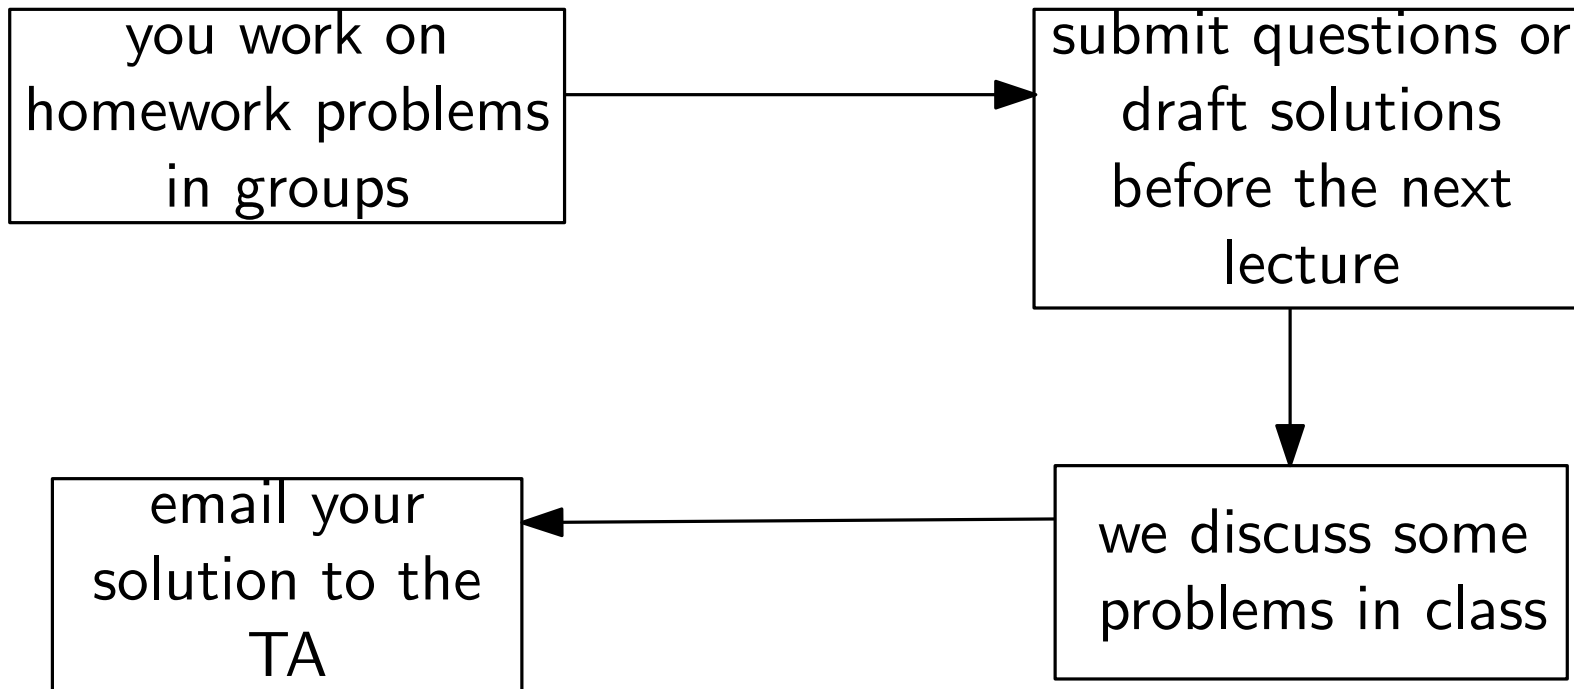 you work on
homework problems
in groups
submit questions or
draft solutions
before the next
lecture
we discuss some
problems in class
email your
solution to the
TA